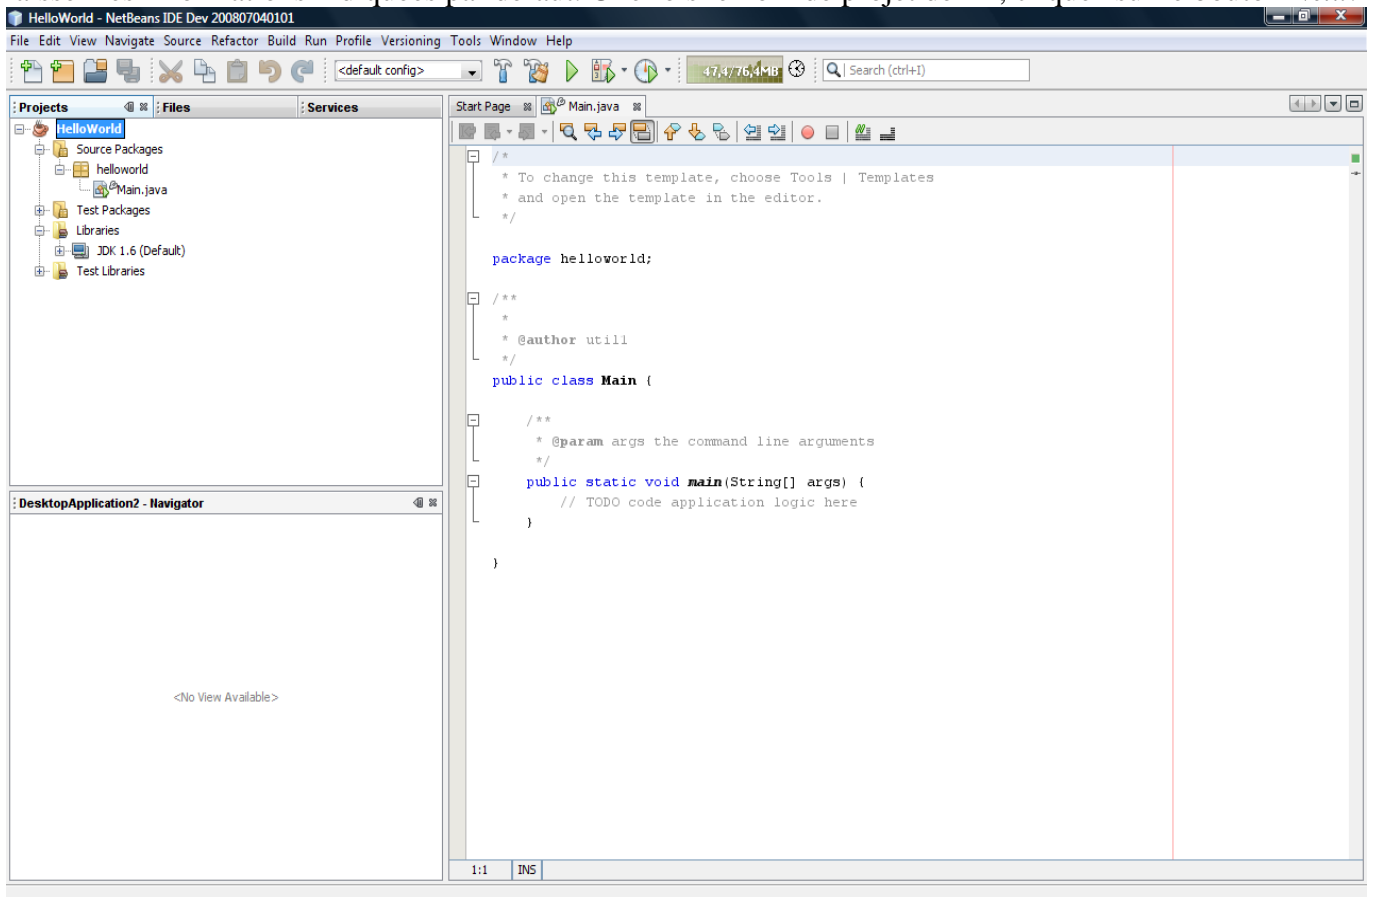 HelloWorld - NetBeans IDE Dev 200807040101
File Edit View Navigate Source Refactor Build Run Profile Versioning Tools Window Help
<default config> 47,4/76,4MB Search (ctrl+I)
Projects Files Services
HelloWorld
Source Packages
helloworld
Main.java
Test Packages
Libraries
JDK 1.6 (Default)
Test Libraries
DesktopApplication2 - Navigator
<No View Available>
Start Page Main.java
/*
* To change this template, choose Tools | Templates
* and open the template in the editor.
*/
package helloworld;
/**
*
* @author util1
*/
public class Main {
/**
* @param args the command line arguments
*/
public static void main(String[] args) {
// TODO code application logic here
}
}
1:1 INS